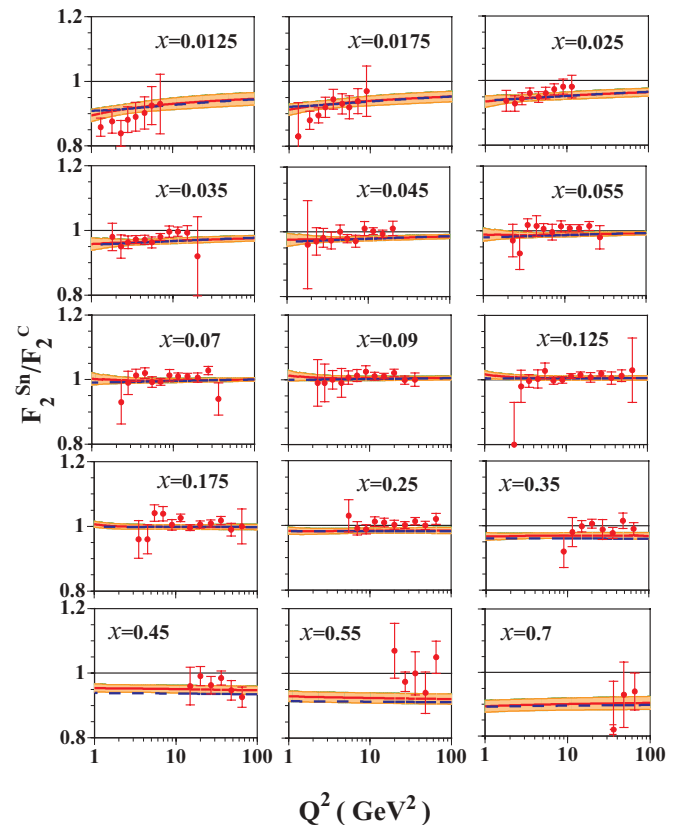 1.2
x=0.0125 x=0.0175 x=0.025
1
0.8
1.2
x=0.035 x=0.045 x=0.055
1
0.8
1.2
x=0.07 x=0.09 x=0.125
1
0.8
1.2
x=0.175 x=0.25 x=0.35
1
0.8
1.2
x=0.45 x=0.55 x=0.7
1
0.8
1 10 100 1 10 100 1 10 100
F₂^Sn/F₂^C
Q² ( GeV² )